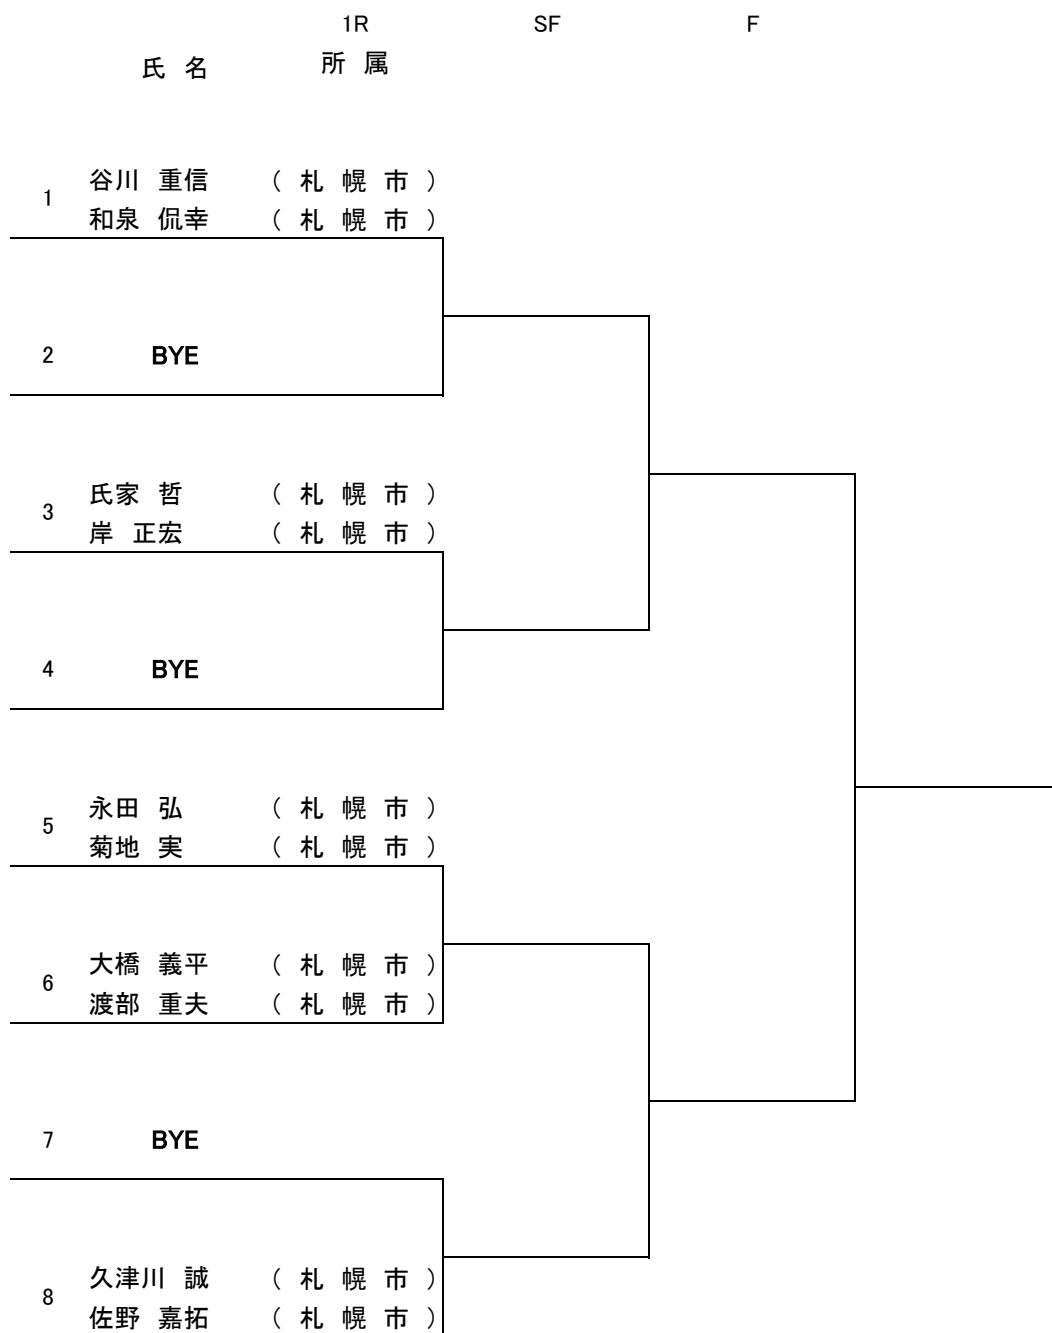 1R SF F
氏 名 所 属
谷川 重信 ( 札 幌 市 )
1
和泉 侃幸 ( 札 幌 市 )
2 BYE
氏家 哲 ( 札 幌 市 )
3
岸 正宏 ( 札 幌 市 )
4 BYE
永田 弘 ( 札 幌 市 )
5
菊地 実 ( 札 幌 市 )
大橋 義平 ( 札 幌 市 )
6
渡部 重夫 ( 札 幌 市 )
7 BYE
久津川 誠 ( 札 幌 市 )
8
佐野 嘉拓 ( 札 幌 市 )